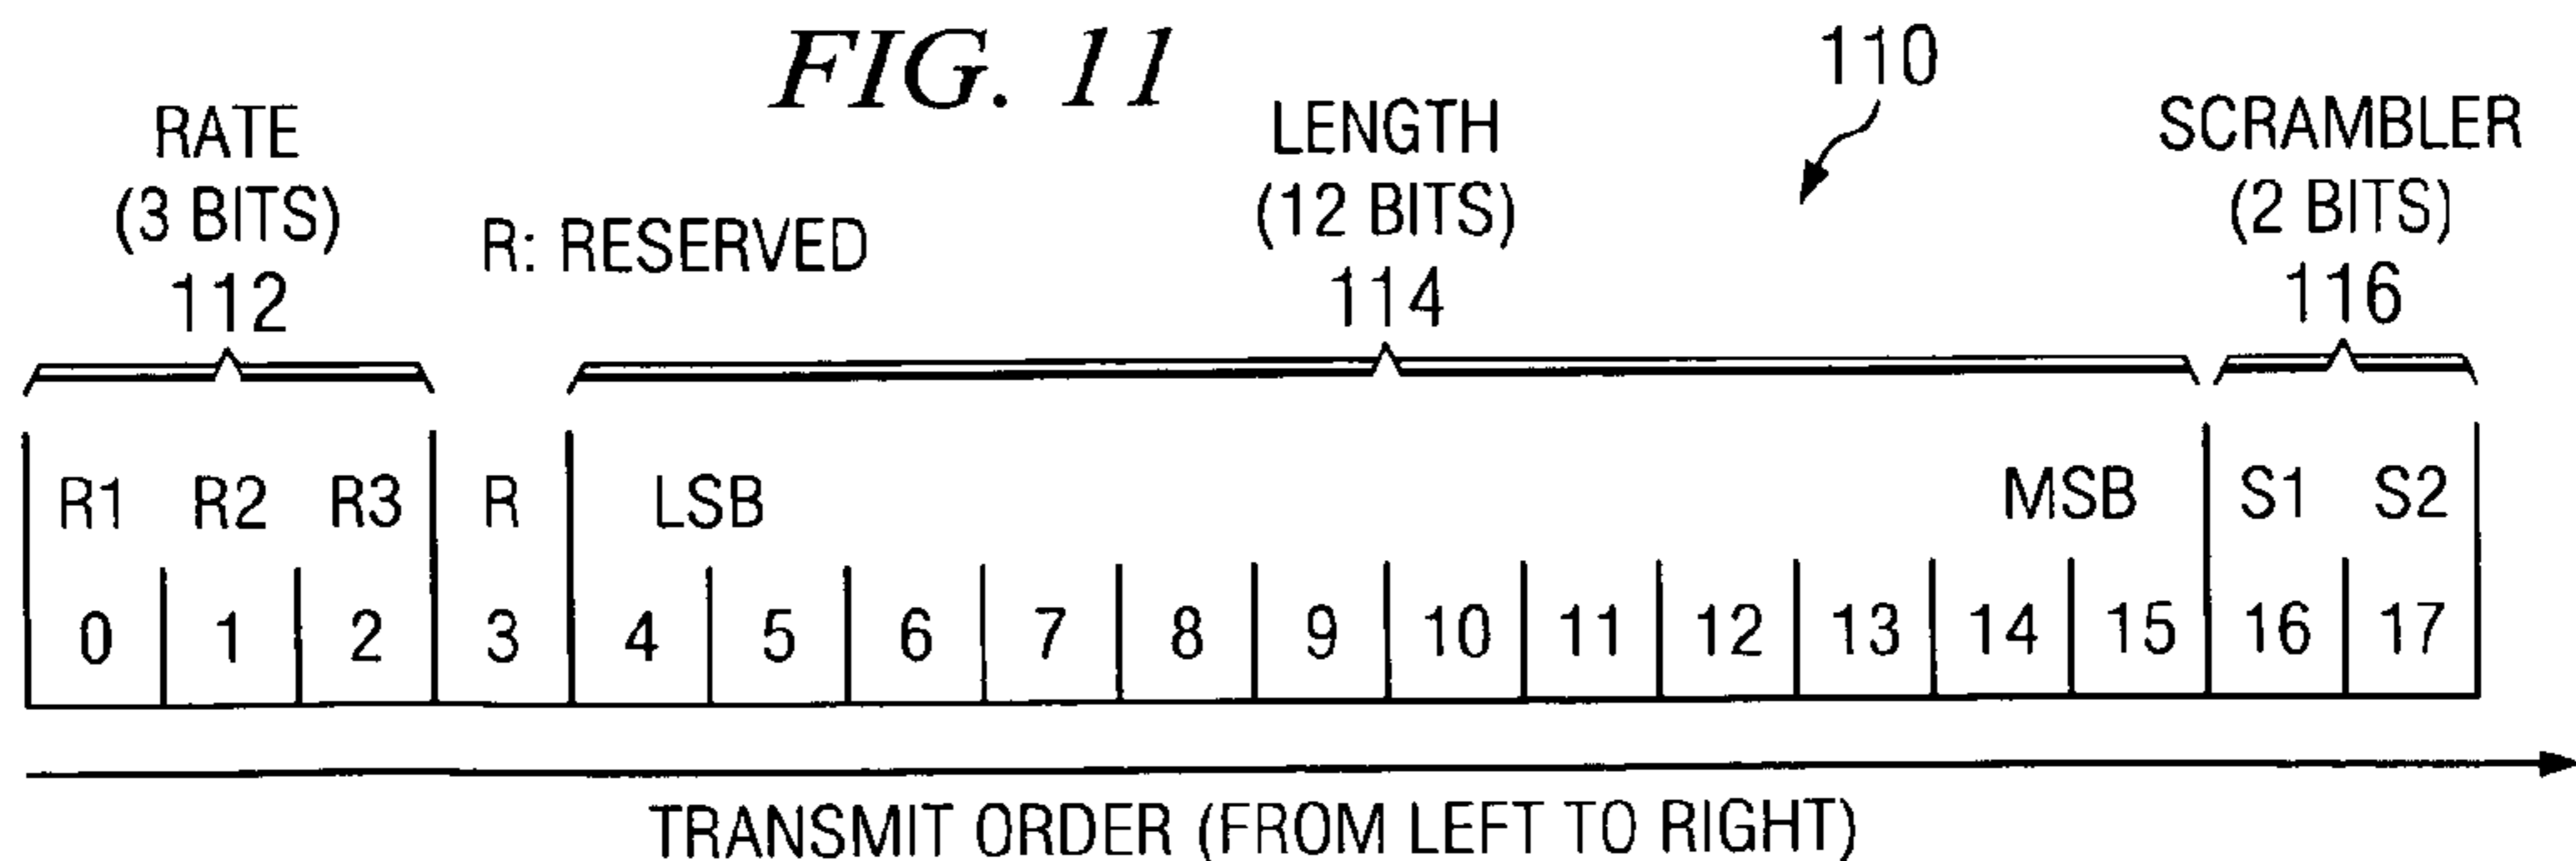 FIG. 11
110
RATE
(3 BITS)
112
R: RESERVED
LENGTH
(12 BITS)
114
SCRAMBLER
(2 BITS)
116
R1 R2 R3 R LSB MSB S1 S2
0 1 2 3 4 5 6 7 8 9 10 11 12 13 14 15 16 17
TRANSMIT ORDER (FROM LEFT TO RIGHT)